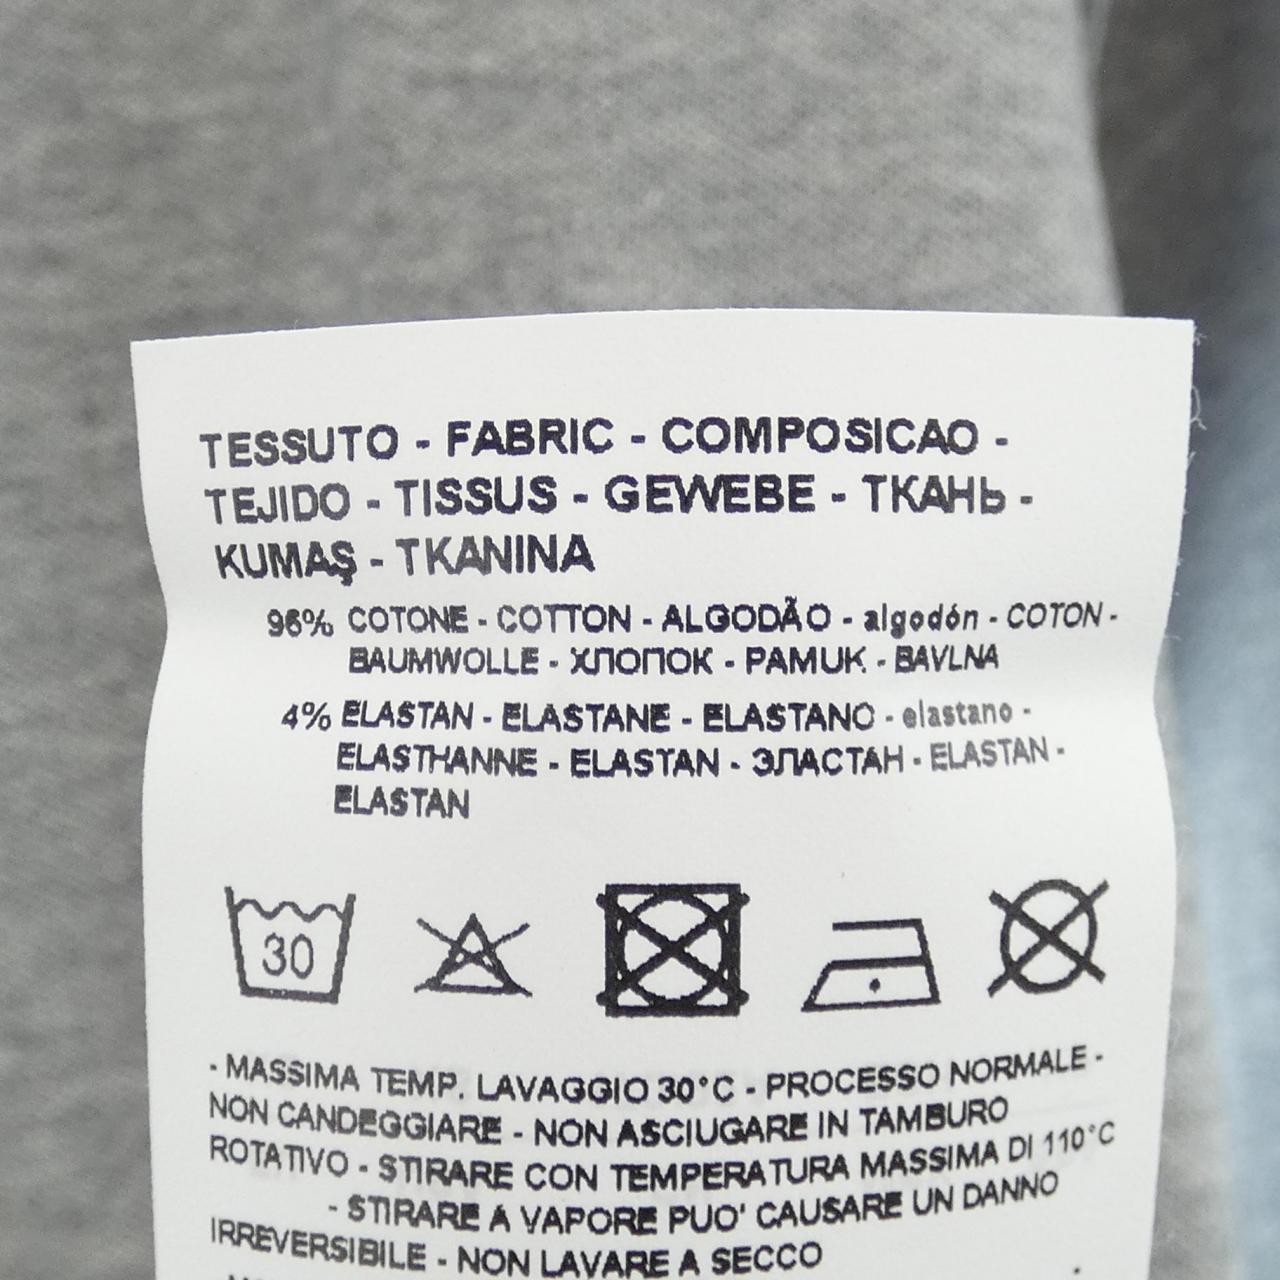 TESSUTO - FABRIC - COMPOSICAO -
TEJIDO - TISSUS - GEWEBE - ТКАНЬ -
KUMAŞ - TKANINA
96% COTONE - COTTON - ALGODÃO - algodón - COTON -
BAUMWOLLE - ХЛОПОК - PAMUK - BAVLNA
4% ELASTAN - ELASTANE - ELASTANO - elastano -
ELASTHANNE - ELASTAN - ЭЛАСТАН - ELASTAN -
ELASTAN
30
- MASSIMA TEMP. LAVAGGIO 30°C - PROCESSO NORMALE -
NON CANDEGGIARE - NON ASCIUGARE IN TAMBURO
ROTATIVO - STIRARE CON TEMPERATURA MASSIMA DI 110°C
- STIRARE A VAPORE PUO' CAUSARE UN DANNO
IRREVERSIBILE - NON LAVARE A SECCO